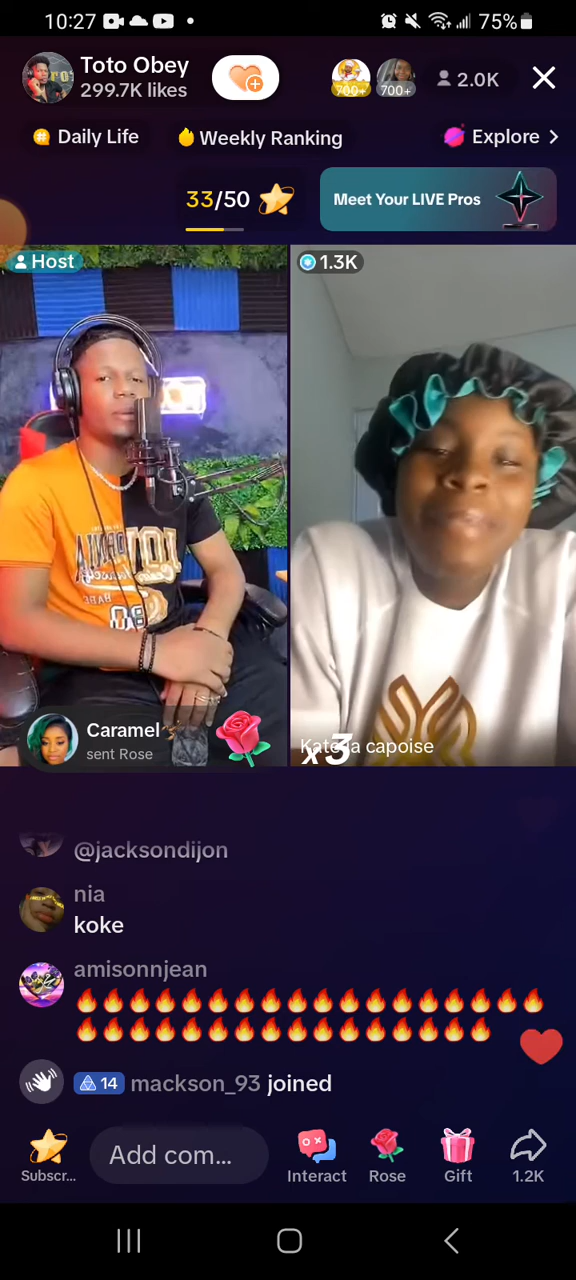 10:27
75%
Toto Obey
299.7K likes
700+
700+
2.0K
Daily Life
Weekly Ranking
Explore
33/50
Meet Your LIVE Pros
Host
1.3K
BABE
Caramel
sent Rose
x3
capoise
@jacksondijon
nia
koke
amisonnjean
14 mackson_93 joined
Subscr...
Add com...
Interact
Rose
Gift
1.2K